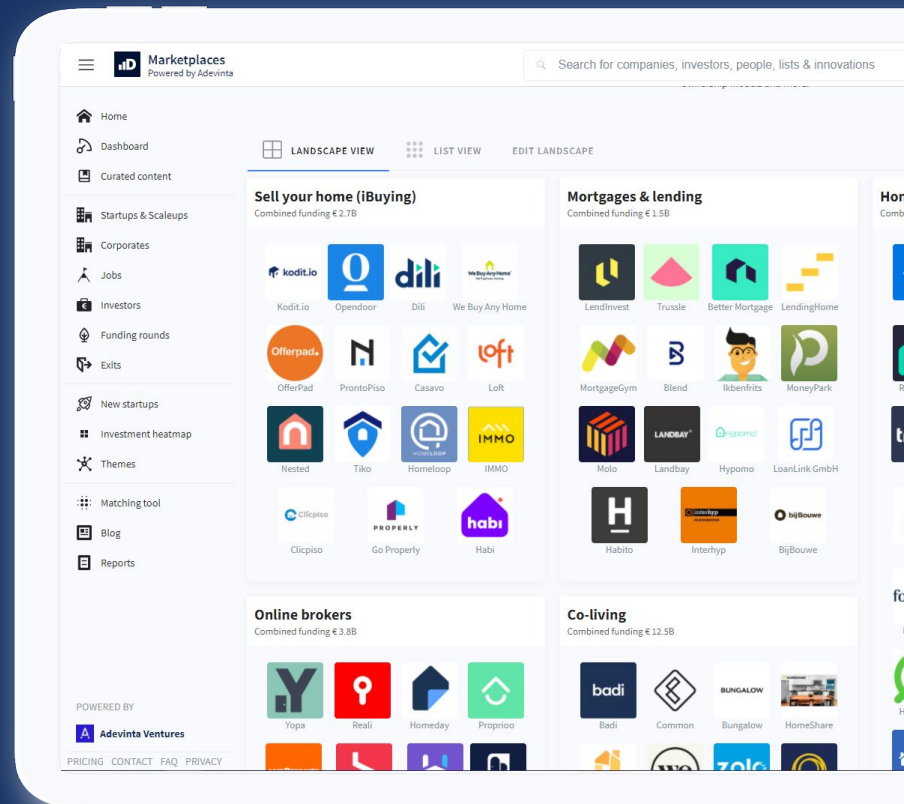 Marketplaces
Powered by Adevinta
Search for companies, investors, people, lists & innovations
Home
Dashboard
Curated content
Startups & Scaleups
Corporates
Jobs
Investors
Funding rounds
Exits
New startups
Investment heatmap
Themes
Matching tool
Blog
Reports
POWERED BY
Adevinta Ventures
PRICING CONTACT FAQ PRIVACY
LANDSCAPE VIEW LIST VIEW EDIT LANDSCAPE
Sell your home (iBuying)
Combined funding € 2.7B
kodit.io dili WeBuyAnyHome
Kodit.io Opendoor Dili We Buy Any Home
Offerpad. loft
OfferPad ProntoPiso Casavo Loft
HOMELOOP IMMO
Nested Tiko Homeloop IMMO
Clicpiso PROPERLY habi
Clicpiso Go Properly Habi
Mortgages & lending
Combined funding € 1.5B
LendInvest Trussle Better Mortgage LendingHome
B
MortgageGym Blend Ikbenfrits MoneyPark
LANDBAY Hypomo
Molo Landbay Hypomo LoanLink GmbH
H interhyp bijBouwe
Habito Interhyp BijBouwe
Online brokers
Combined funding € 3.8B
Y
Yopa Reali Homeday Proprioo
Co-living
Combined funding € 12.5B
badi BUNGALOW
Badi Common Bungalow HomeShare
zolo